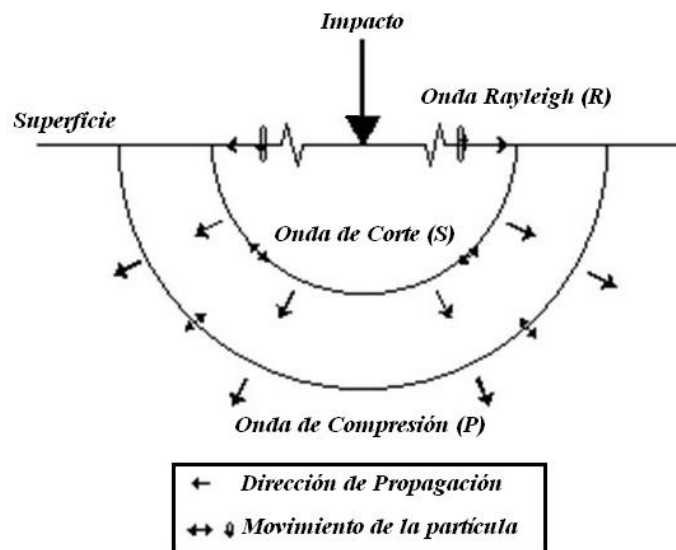 Impacto
Onda Rayleigh (R)
Superficie
Onda de Corte (S)
Onda de Compresión (P)
Dirección de Propagación
Movimiento de la partícula